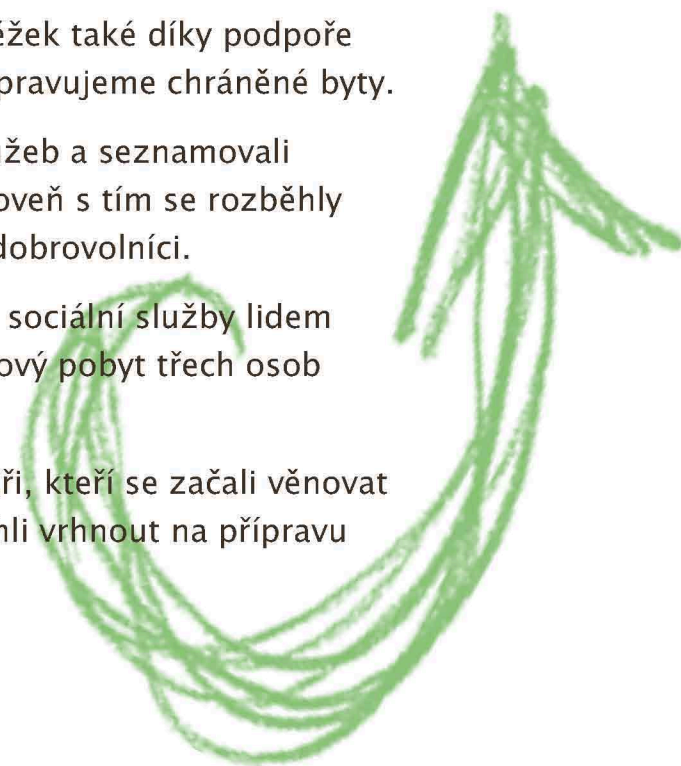 ěžek také díky podpoře
pravujeme chráněné byty.
užeb a seznamovali
oveň s tím se rozběhly
dobrovolníci.
sociální služby lidem
ový pobyt třech osob
ři, kteří se začali věnovat
hli vrhnout na přípravu